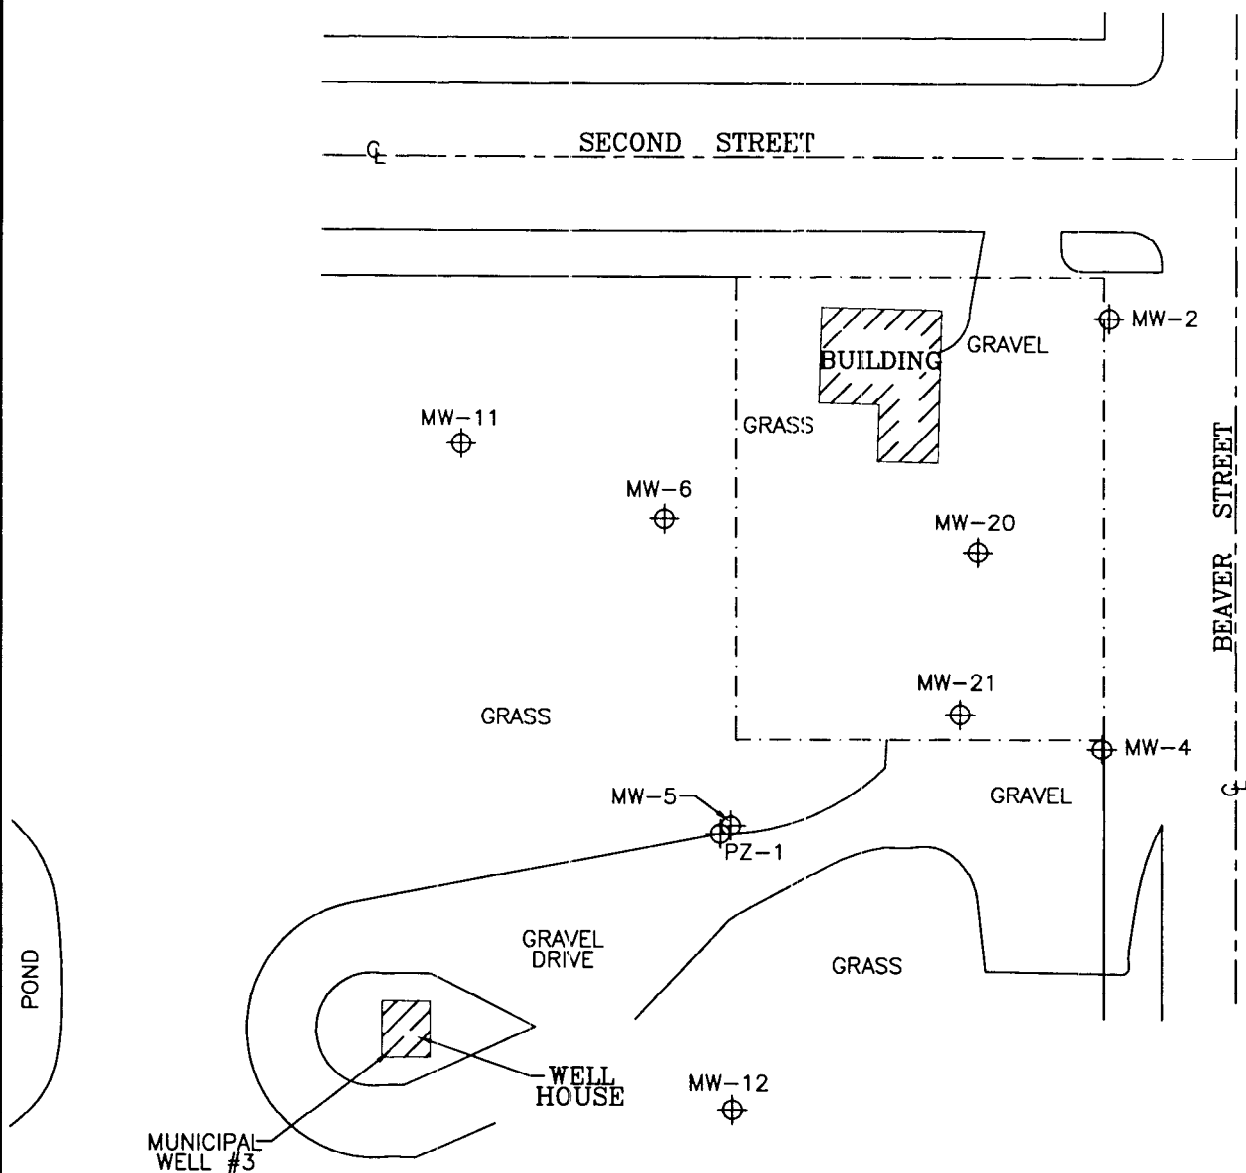 ℄
SECOND STREET
MW-2
GRAVEL
BUILDING
MW-11
GRASS
BEAVER STREET
MW-6
MW-20
MW-21
GRASS
MW-4
℄
MW-5
GRAVEL
PZ-1
GRAVEL
DRIVE
GRASS
POND
WELL
HOUSE
MW-12
MUNICIPAL
WELL #3